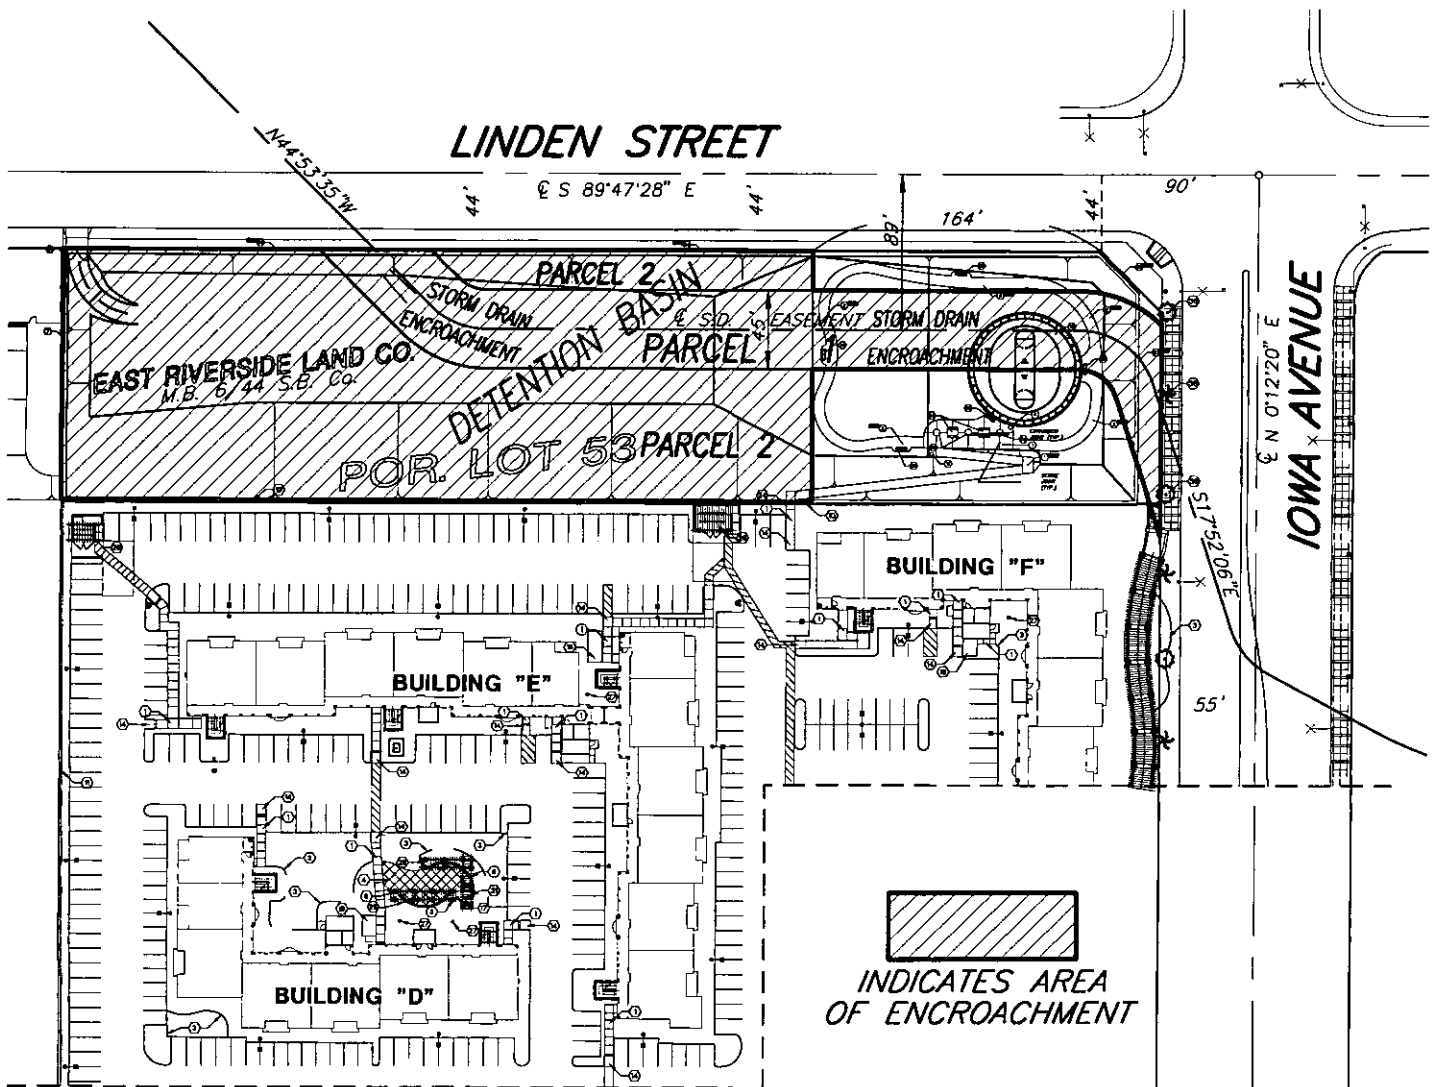 LINDEN STREET
℄ S 89°47'28" E
N44°53'35"W
44'
44'
44'
90'
89'
164'
PARCEL 2
STORM DRAIN
ENCROACHMENT
DETENTION BASIN
℄ S.D. EASEMENT
STORM DRAIN
ENCROACHMENT
45'
PARCEL 1
EAST RIVERSIDE LAND CO.
M.B. 6/44 S.B. Co.
POR. LOT 53
PARCEL 2
IOWA AVENUE
℄ N 0°12'20" E
S17°52'06"E
55'
BUILDING "F"
BUILDING "E"
BUILDING "D"
INDICATES AREA
OF ENCROACHMENT